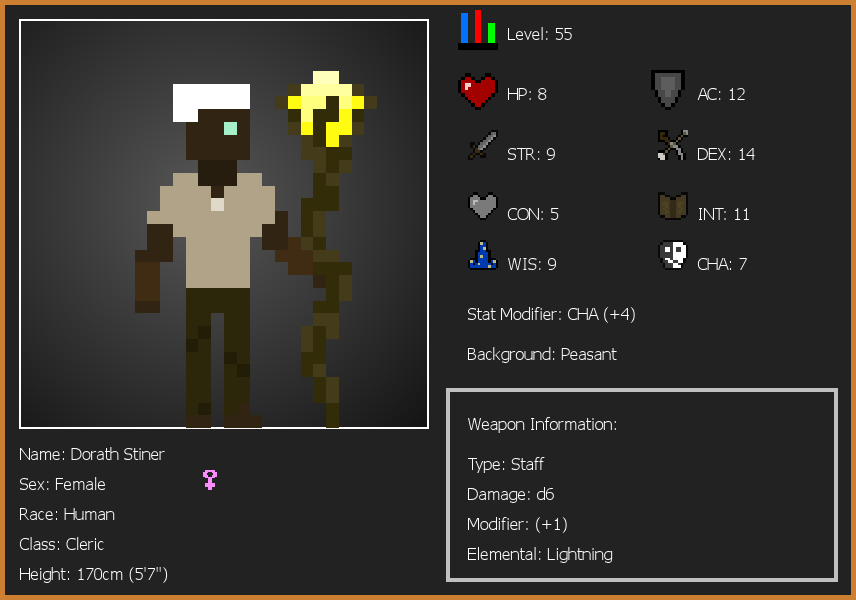 Level: 55
HP: 8
AC: 12
STR: 9
DEX: 14
CON: 5
INT: 11
WIS: 9
CHA: 7
Stat Modifier: CHA (+4)
Background: Peasant
Weapon Information:
Type: Staff
Damage: d6
Modifier: (+1)
Elemental: Lightning
Name: Dorath Stiner
Sex: Female
Race: Human
Class: Cleric
Height: 170cm (5'7")